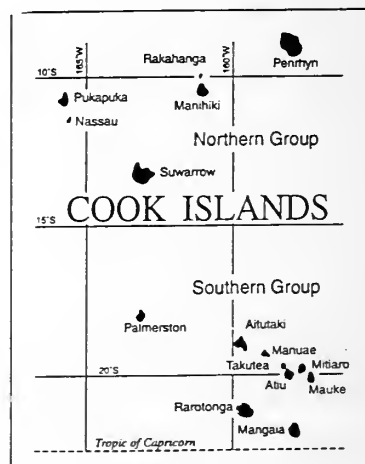 165°W
160°W
Rakahanga
Penrhyn
10°S
Pukapuka
Manihiki
Nassau
Northern Group
Suwarrow
COOK ISLANDS
15°S
Southern Group
Palmerston
Aitutaki
Manuae
Takutea
Mitiaro
20°S
Atiu
Mauke
Rarotonga
Mangaia
Tropic of Capricorn